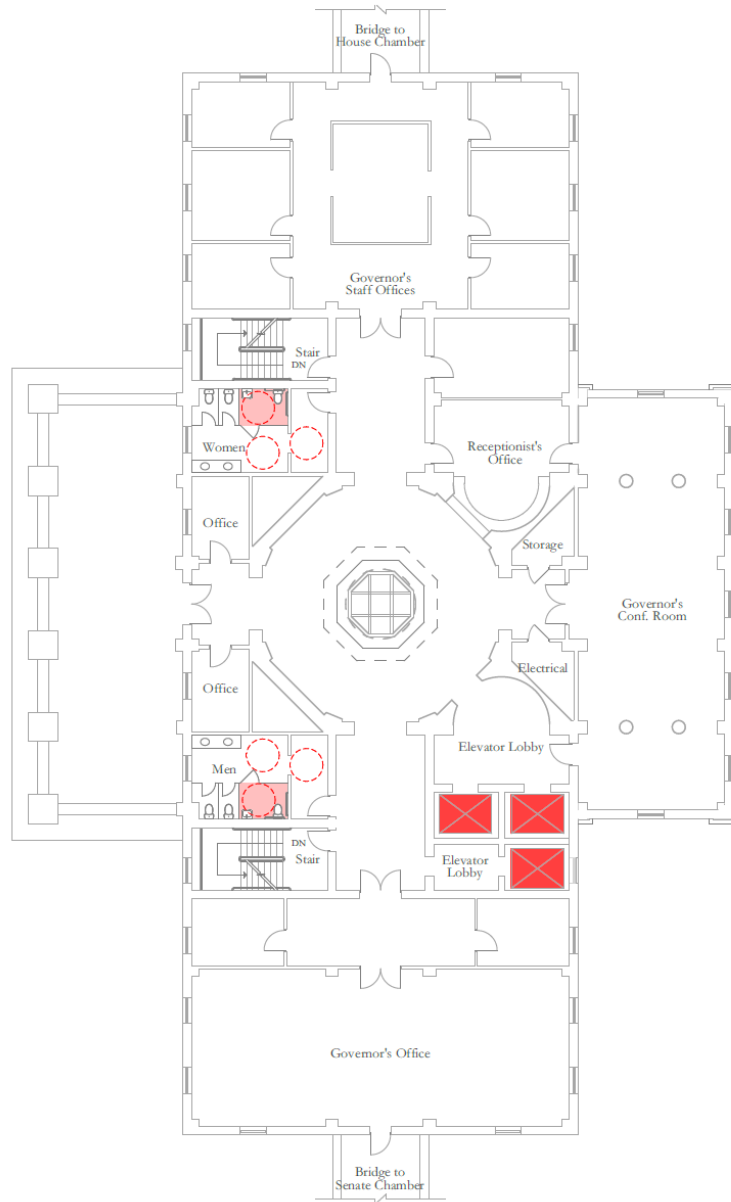 Bridge to
House Chamber
Governor's
Staff Offices
Stair
DN
Women
Receptionist's
Office
Office
Storage
Governor's
Conf. Room
Electrical
Office
Elevator Lobby
Men
DN
Stair
Elevator
Lobby
Governor's Office
Bridge to
Senate Chamber